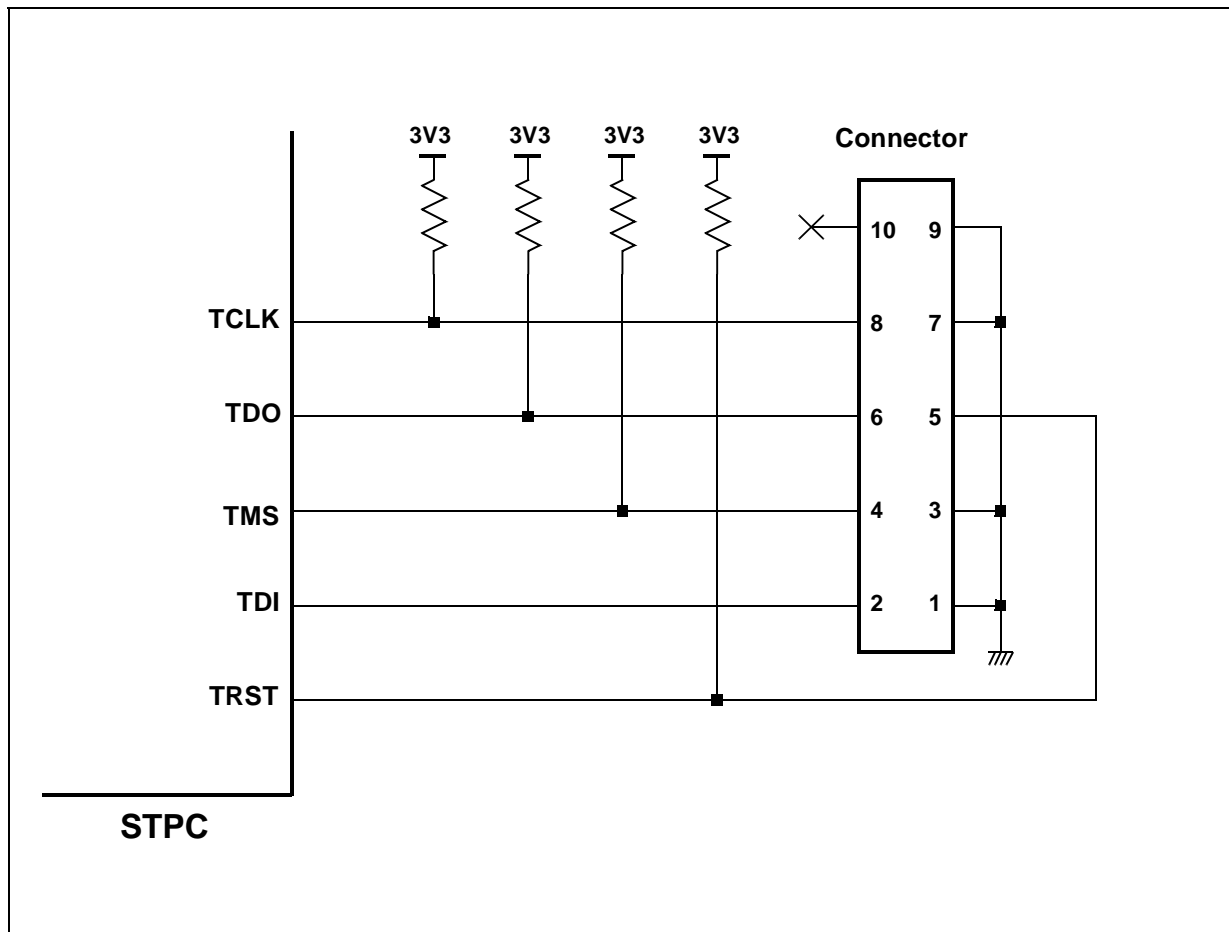 3V3 3V3 3V3 3V3
Connector
10 9
TCLK
8 7
TDO
6 5
TMS
4 3
TDI
2 1
TRST
STPC